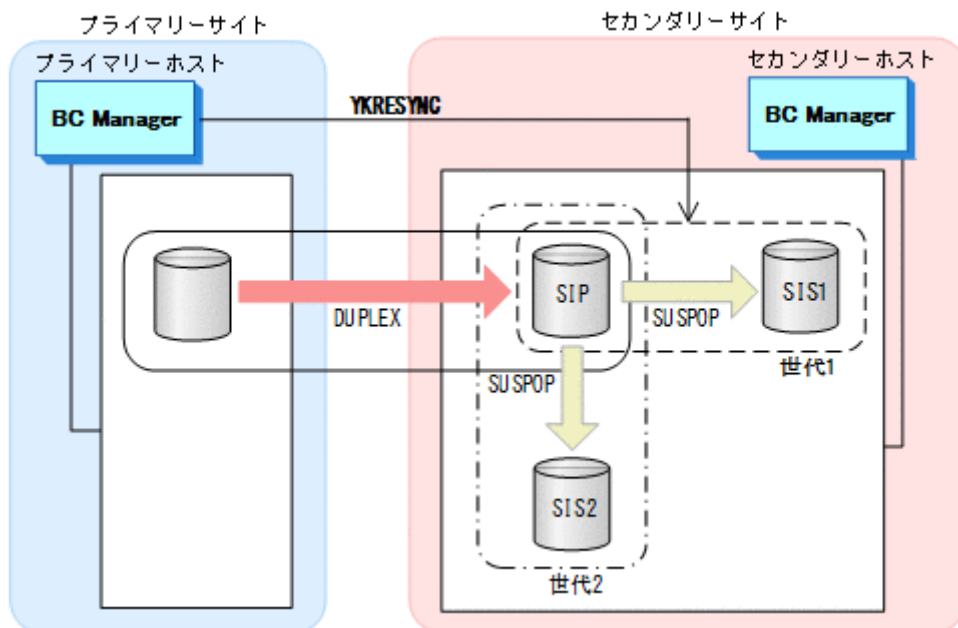 プライマリーサイト
セカンダリーサイト
プライマリーホスト
セカンダリーホスト
BC Manager
YKRESYNC
BC Manager
SIP
SIS1
DUPLEX
SUSPOP
世代1
SUSPOP
SIS2
世代2